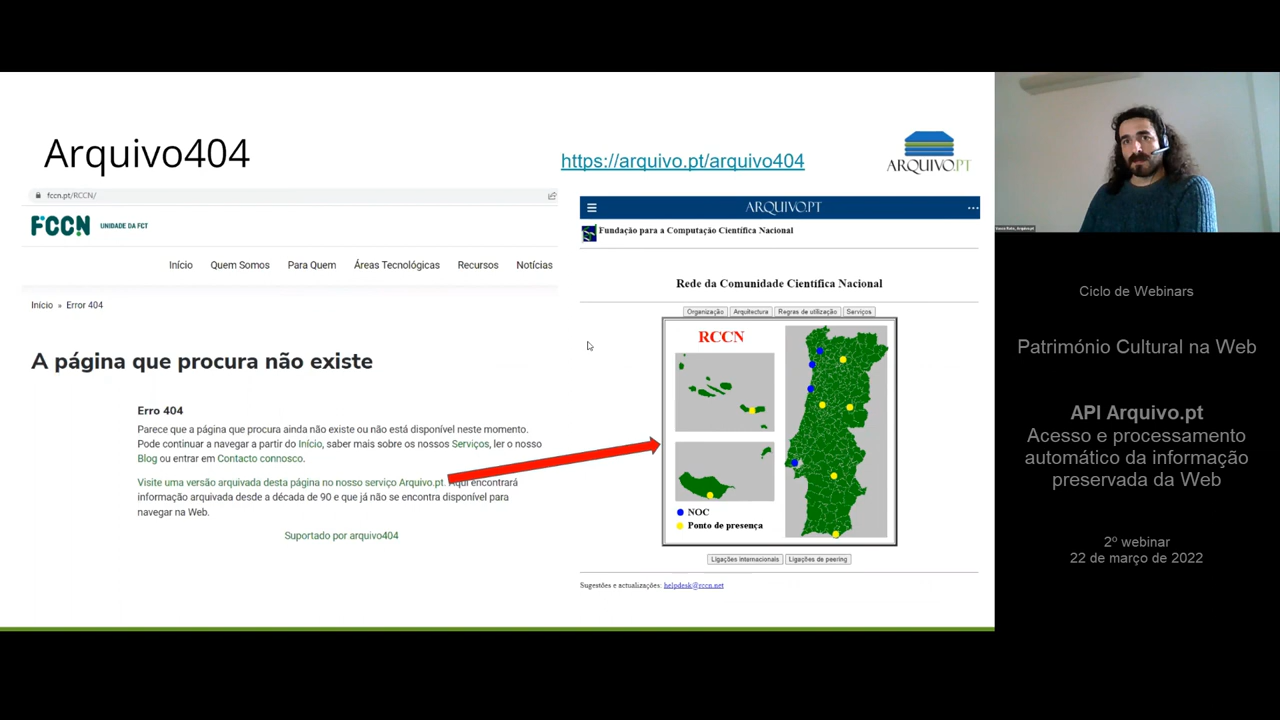 Arquivo404
https://arquivo.pt/arquivo404
ARQUIVO.PT
fccn.pt/RCCN/
FCCN UNIDADE DA FCT
Início Quem Somos Para Quem Áreas Tecnológicas Recursos Notícias
Início » Error 404
A página que procura não existe
Erro 404
Parece que a página que procura ainda não existe ou não está disponível neste momento.
Pode continuar a navegar a partir do Início, saber mais sobre os nossos Serviços, ler o nosso
Blog ou entrar em Contacto connosco.
Visite uma versão arquivada desta página no nosso serviço Arquivo.pt. Aqui encontrará
informação arquivada desde a década de 90 e que já não se encontra disponível para
navegar na Web.
Suportado por arquivo404
ARQUIVO.PT
Fundação para a Computação Científica Nacional
Rede da Comunidade Científica Nacional
Organização Arquitectura Regras de utilização Serviços
RCCN
NOC
Ponto de presença
Ligações internacionais Ligações de peering
Sugestões e actualizações: helpdesk@rccn.net
Ciclo de Webinars
Património Cultural na Web
API Arquivo.pt
Acesso e processamento
automático da informação
preservada da Web
2º webinar
22 de março de 2022